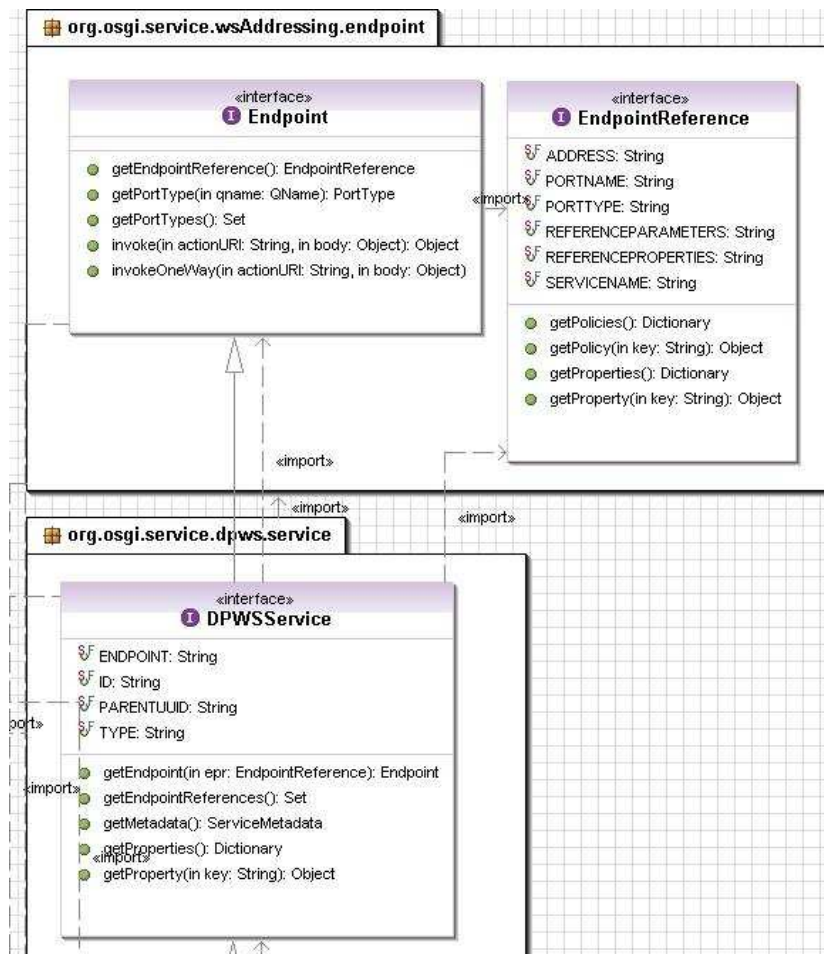 org.osgi.service.wsAddressing.endpoint
«interface»
Endpoint
getEndpointReference(): EndpointReference
getPortType(in qname: QName): PortType
getPortTypes(): Set
invoke(in actionURI: String, in body: Object): Object
invokeOneWay(in actionURI: String, in body: Object)
«import»
«interface»
EndpointReference
ADDRESS: String
PORTNAME: String
PORTTYPE: String
REFERENCEPARAMETERS: String
REFERENCEPROPERTIES: String
SERVICENAME: String
getPolicies(): Dictionary
getPolicy(in key: String): Object
getProperties(): Dictionary
getProperty(in key: String): Object
«import»
«import»
«import»
org.osgi.service.dpws.service
«interface»
DPWSService
ENDPOINT: String
ID: String
PARENTUUID: String
TYPE: String
port»
getEndpoint(in epr: EndpointReference): Endpoint
«import»
getEndpointReferences(): Set
getMetadata(): ServiceMetadata
getProperties(): Dictionary
«import»
getProperty(in key: String): Object